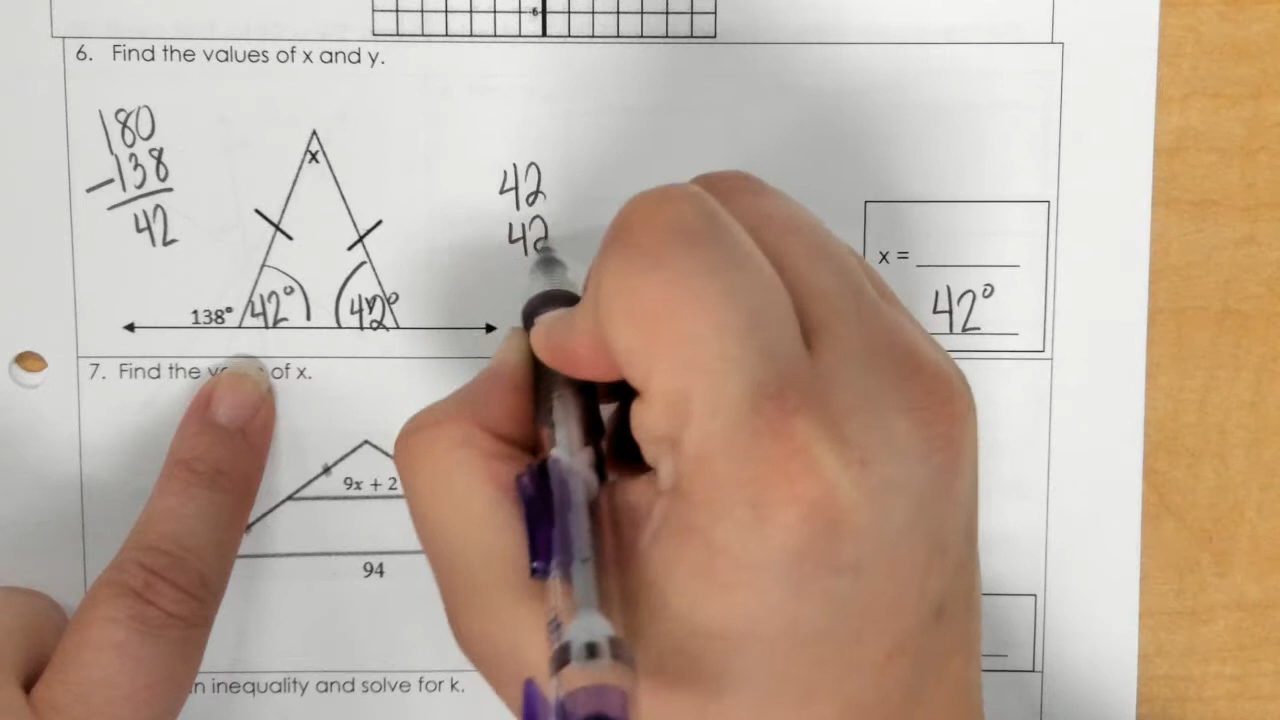 6
6. Find the values of x and y.
180
-138
42
x
42
42
138°
42°
42°
x =
42°
7. Find the of x.
9x + 2
94
inequality and solve for k.